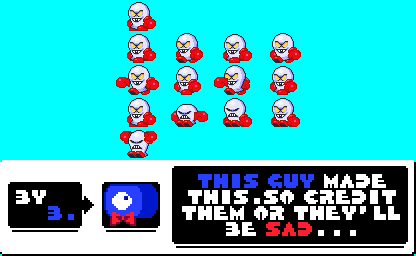 BY
3.
THIS GUY MADE
THIS.SO CREDIT
THEM OR THEY'LL
BE SAD...